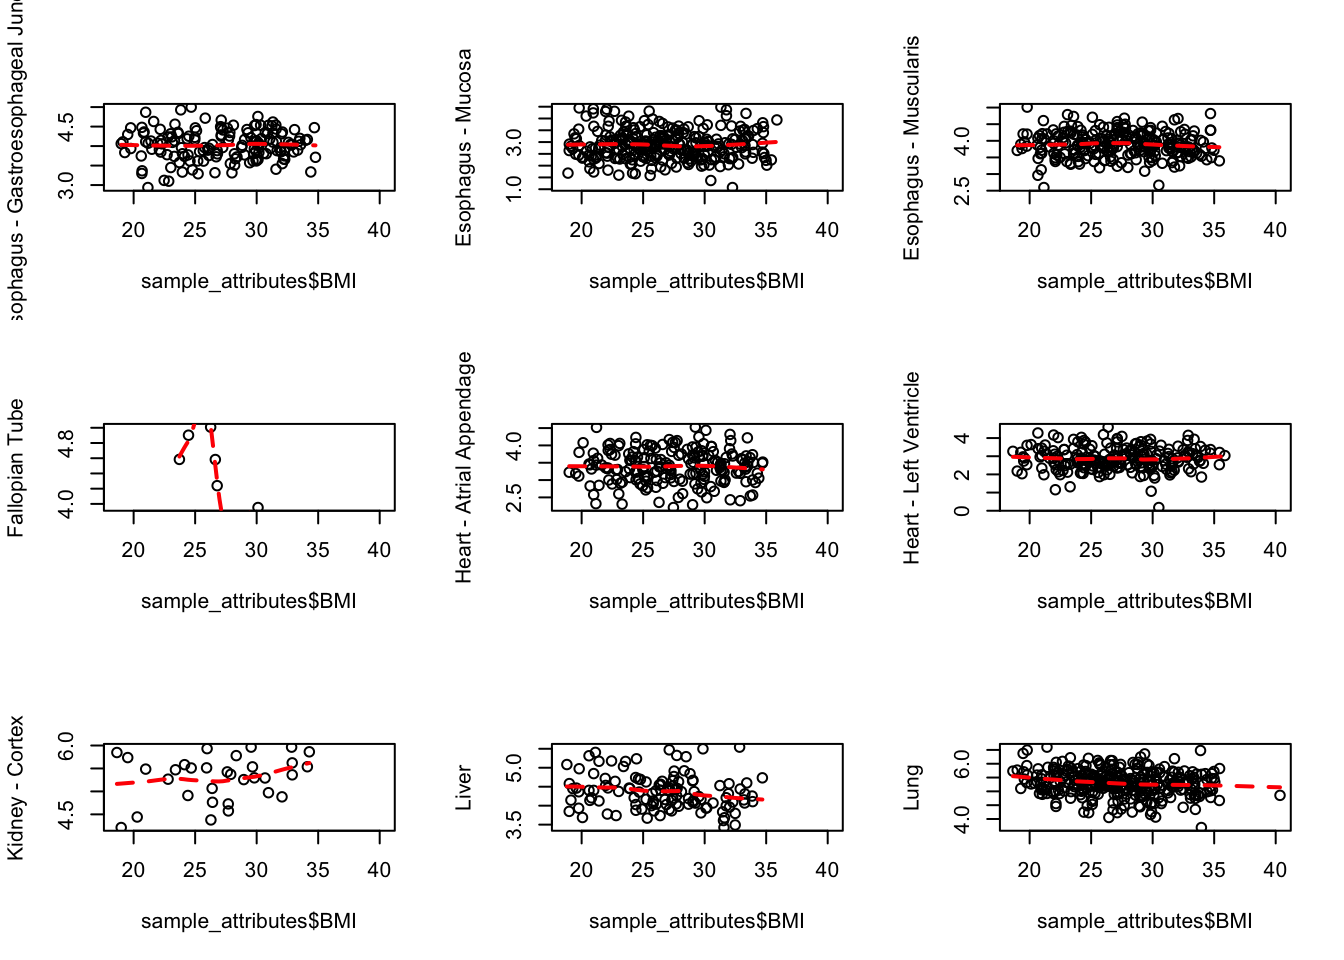 sophagus - Gastroesophageal Junc
3.0 4.5
20 25 30 35 40
sample_attributes$BMI
Esophagus - Mucosa
1.0 3.0
20 25 30 35 40
sample_attributes$BMI
Esophagus - Muscularis
2.5 4.0
20 25 30 35 40
sample_attributes$BMI
Fallopian Tube
4.0 4.8
20 25 30 35 40
sample_attributes$BMI
Heart - Atrial Appendage
2.5 4.0
20 25 30 35 40
sample_attributes$BMI
Heart - Left Ventricle
0 2 4
20 25 30 35 40
sample_attributes$BMI
Kidney - Cortex
4.5 6.0
20 25 30 35 40
sample_attributes$BMI
Liver
3.5 5.0
20 25 30 35 40
sample_attributes$BMI
Lung
4.0 6.0
20 25 30 35 40
sample_attributes$BMI